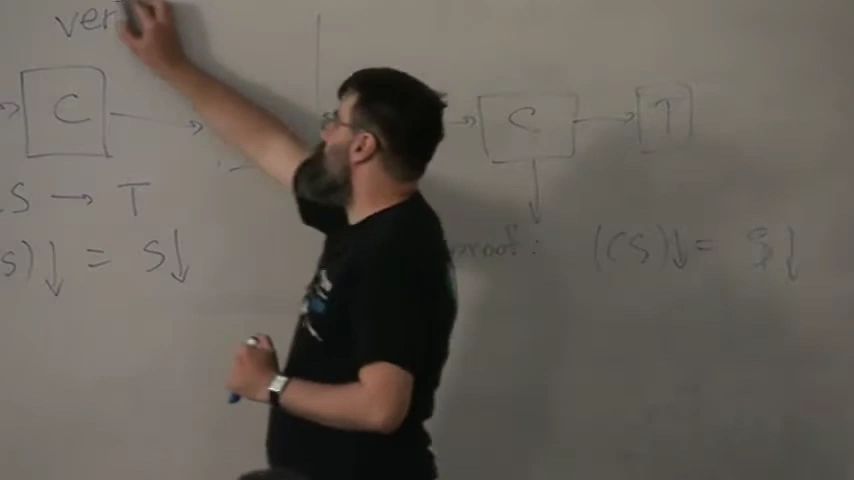 ver
C
S → T
S)↓ = S↓
C → T
proof: ((CS)↓ = S↓